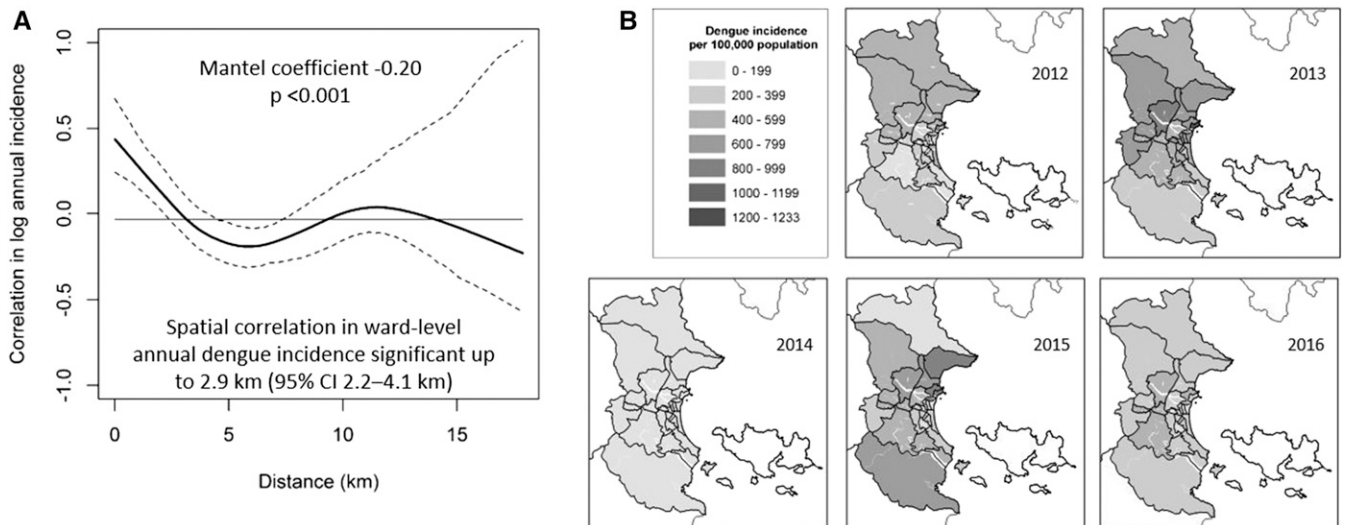 A
Mantel coefficient -0.20
p <0.001
Spatial correlation in ward-level
annual dengue incidence significant up
to 2.9 km (95% CI 2.2–4.1 km)
Correlation in log annual incidence
1.0
0.5
0.0
-0.5
-1.0
0 5 10 15
Distance (km)
B
Dengue incidence
per 100,000 population
0 - 199
200 - 399
400 - 599
600 - 799
800 - 999
1000 - 1199
1200 - 1233
2012
2013
2014
2015
2016